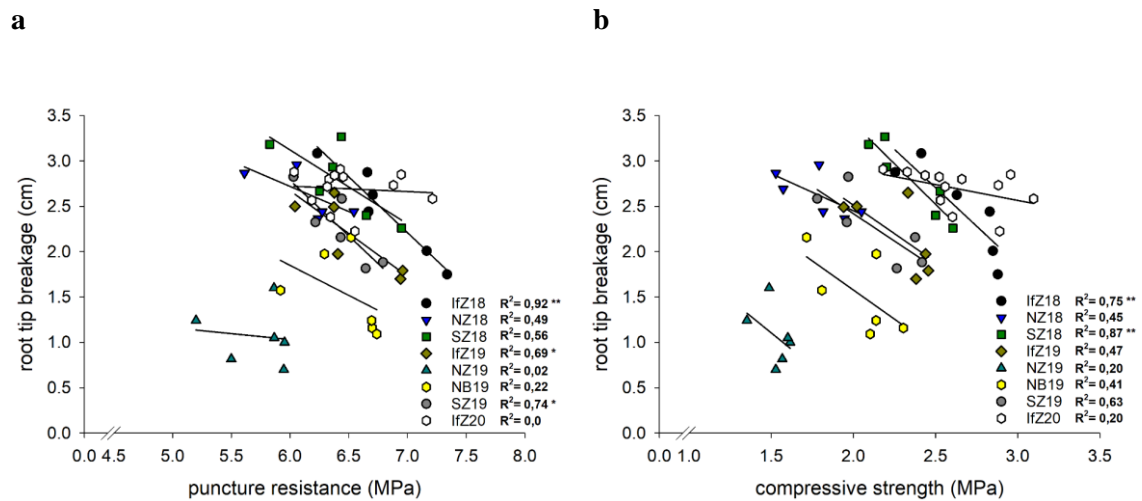 a
root tip breakage (cm)
3.5
3.0
2.5
2.0
1.5
1.0
0.5
0.0
IfZ18 R²= 0,92 **
NZ18 R²= 0,49
SZ18 R²= 0,56
IfZ19 R²= 0,69 *
NZ19 R²= 0,02
NB19 R²= 0,22
SZ19 R²= 0,74 *
IfZ20 R²= 0,0
0.0 4.5 5.0 5.5 6.0 6.5 7.0 7.5 8.0
puncture resistance (MPa)
b
root tip breakage (cm)
3.5
3.0
2.5
2.0
1.5
1.0
0.5
0.0
IfZ18 R²= 0,75 **
NZ18 R²= 0,45
SZ18 R²= 0,87 **
IfZ19 R²= 0,47
NZ19 R²= 0,20
NB19 R²= 0,41
SZ19 R²= 0,63
IfZ20 R²= 0,20
0.0 1.0 1.5 2.0 2.5 3.0 3.5
compressive strength (MPa)